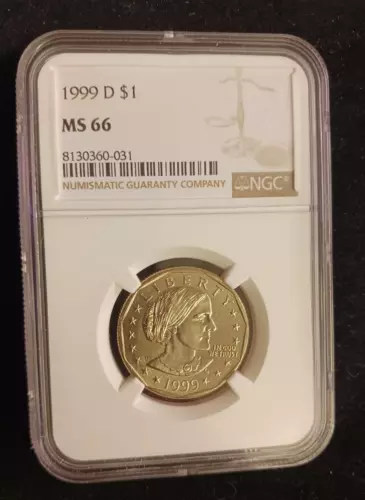 1999 D $1
MS 66
8130360-031
NUMISMATIC GUARANTY COMPANY
NGC®
LIBERTY
IN GOD
WE TRUST
1999